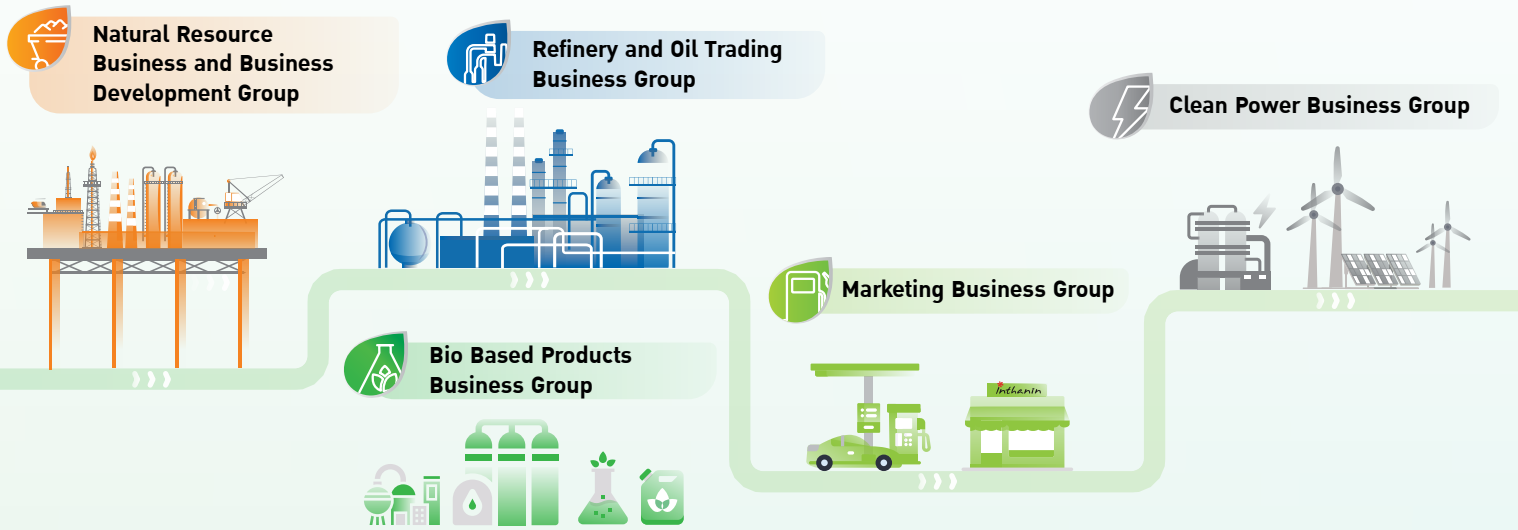 Natural Resource
Business and Business
Development Group
Refinery and Oil Trading
Business Group
Clean Power Business Group
Marketing Business Group
Bio Based Products
Business Group
inthanin